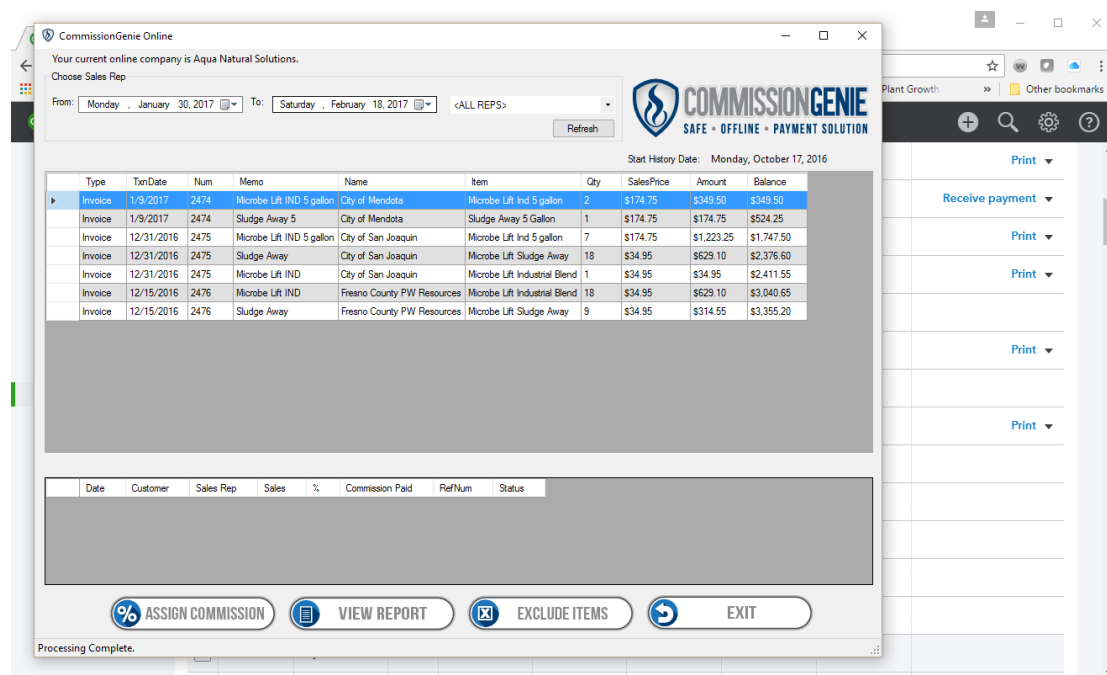 CommissionGenie Online
Your current online company is Aqua Natural Solutions.
Choose Sales Rep
From: Monday , January 30, 2017 To: Saturday , February 18, 2017 <ALL REPS>
Refresh
COMMISSIONGENIE
SAFE • OFFLINE • PAYMENT SOLUTION
Start History Date: Monday, October 17, 2016
Type TxnDate Num Memo Name Item Qty SalesPrice Amount Balance
Invoice 1/9/2017 2474 Microbe Lift IND 5 gallon City of Mendota Microbe Lift Ind 5 gallon 2 $174.75 $349.50 $349.50
Invoice 1/9/2017 2474 Sludge Away 5 City of Mendota Sludge Away 5 Gallon 1 $174.75 $174.75 $524.25
Invoice 12/31/2016 2475 Microbe Lift IND 5 gallon City of San Joaquin Microbe Lift Ind 5 gallon 7 $174.75 $1,223.25 $1,747.50
Invoice 12/31/2016 2475 Sludge Away City of San Joaquin Microbe Lift Sludge Away 18 $34.95 $629.10 $2,376.60
Invoice 12/31/2016 2475 Microbe Lift IND City of San Joaquin Microbe Lift Industrial Blend 1 $34.95 $34.95 $2,411.55
Invoice 12/15/2016 2476 Microbe Lift IND Fresno County PW Resources Microbe Lift Industrial Blend 18 $34.95 $629.10 $3,040.65
Invoice 12/15/2016 2476 Sludge Away Fresno County PW Resources Microbe Lift Sludge Away 9 $34.95 $314.55 $3,355.20
Date Customer Sales Rep Sales % Commission Paid RefNum Status
ASSIGN COMMISSION VIEW REPORT EXCLUDE ITEMS EXIT
Processing Complete.
Plant Growth » Other bookmarks
Print
Receive payment
Print
Print
Print
Print